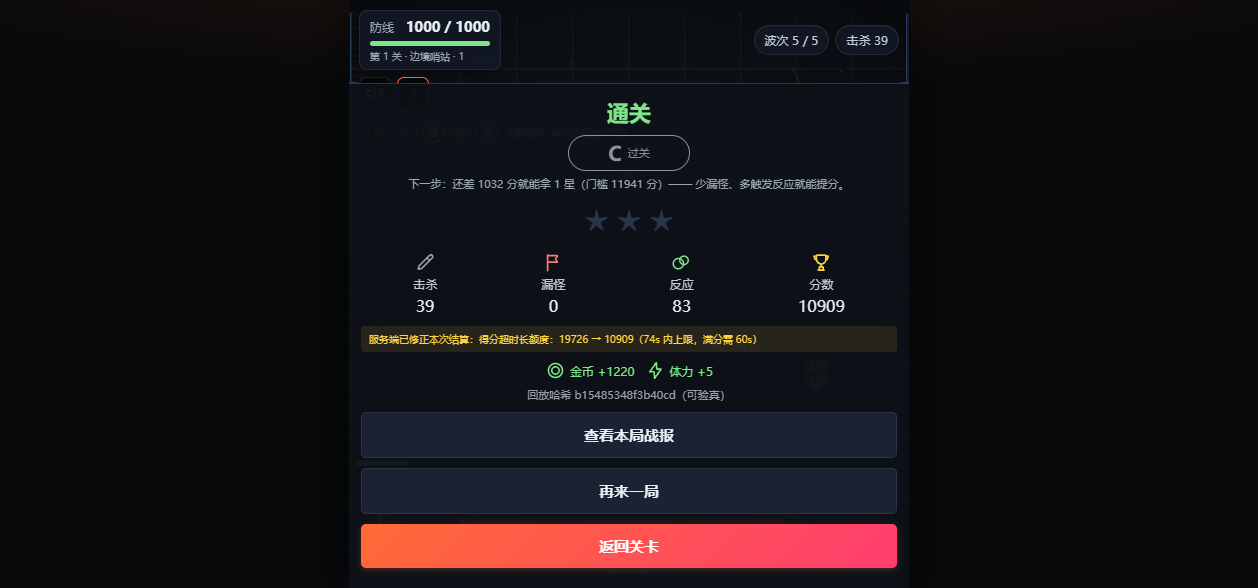 防线 1000 / 1000
第 1 关 · 边境哨站 · 1
波次 5 / 5
击杀 39
?
通关
C 过关
下一步：还差 1032 分就能拿 1 星（门槛 11941 分）—— 少漏怪、多触发反应就能提分。
击杀
39
漏怪
0
反应
83
分数
10909
服务端已修正本次结算：得分超时长额度：19726 → 10909（74s 内上限，满分需 60s）
金币 +1220 体力 +5
回放哈希 b15485348f3b40cd（可验真）
查看本局战报
再来一局
返回关卡